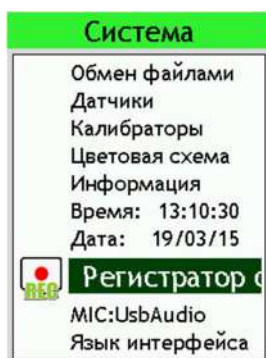 Система
Обмен файлами
Датчики
Калибраторы
Цветовая схема
Информация
Время: 13:10:30
Дата: 19/03/15
REC
Регистратор
MIC:UsbAudio
Язык интерфейса